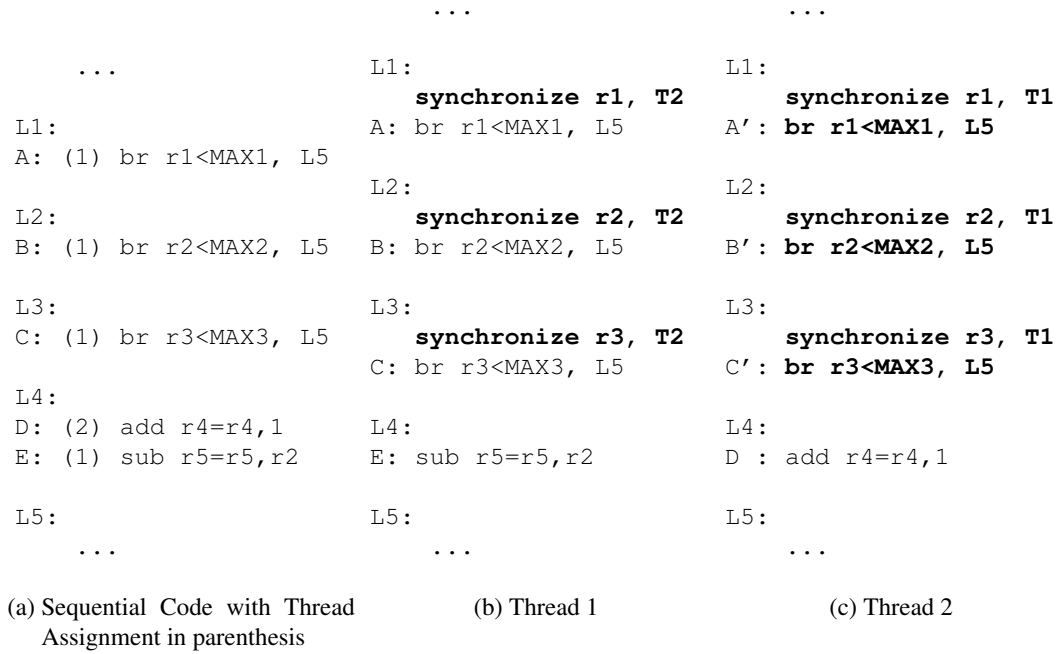 ...
L1:
A: (1) br r1<MAX1, L5
L2:
B: (1) br r2<MAX2, L5
L3:
C: (1) br r3<MAX3, L5
L4:
D: (2) add r4=r4,1
E: (1) sub r5=r5,r2
L5:
...
(a) Sequential Code with Thread
Assignment in parenthesis
...
L1:
synchronize r1, T2
A: br r1<MAX1, L5
L2:
synchronize r2, T2
B: br r2<MAX2, L5
L3:
synchronize r3, T2
C: br r3<MAX3, L5
L4:
E: sub r5=r5,r2
L5:
...
(b) Thread 1
...
L1:
synchronize r1, T1
A′: br r1<MAX1, L5
L2:
synchronize r2, T1
B′: br r2<MAX2, L5
L3:
synchronize r3, T1
C′: br r3<MAX3, L5
L4:
D : add r4=r4,1
L5:
...
(c) Thread 2